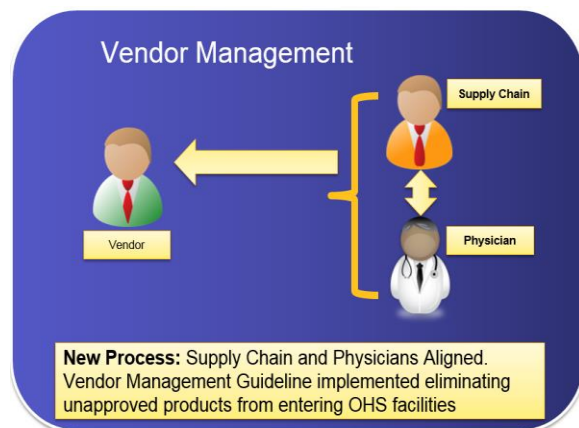 Vendor Management
Supply Chain
Vendor
Physician
New Process: Supply Chain and Physicians Aligned.
Vendor Management Guideline implemented eliminating
unapproved products from entering OHS facilities